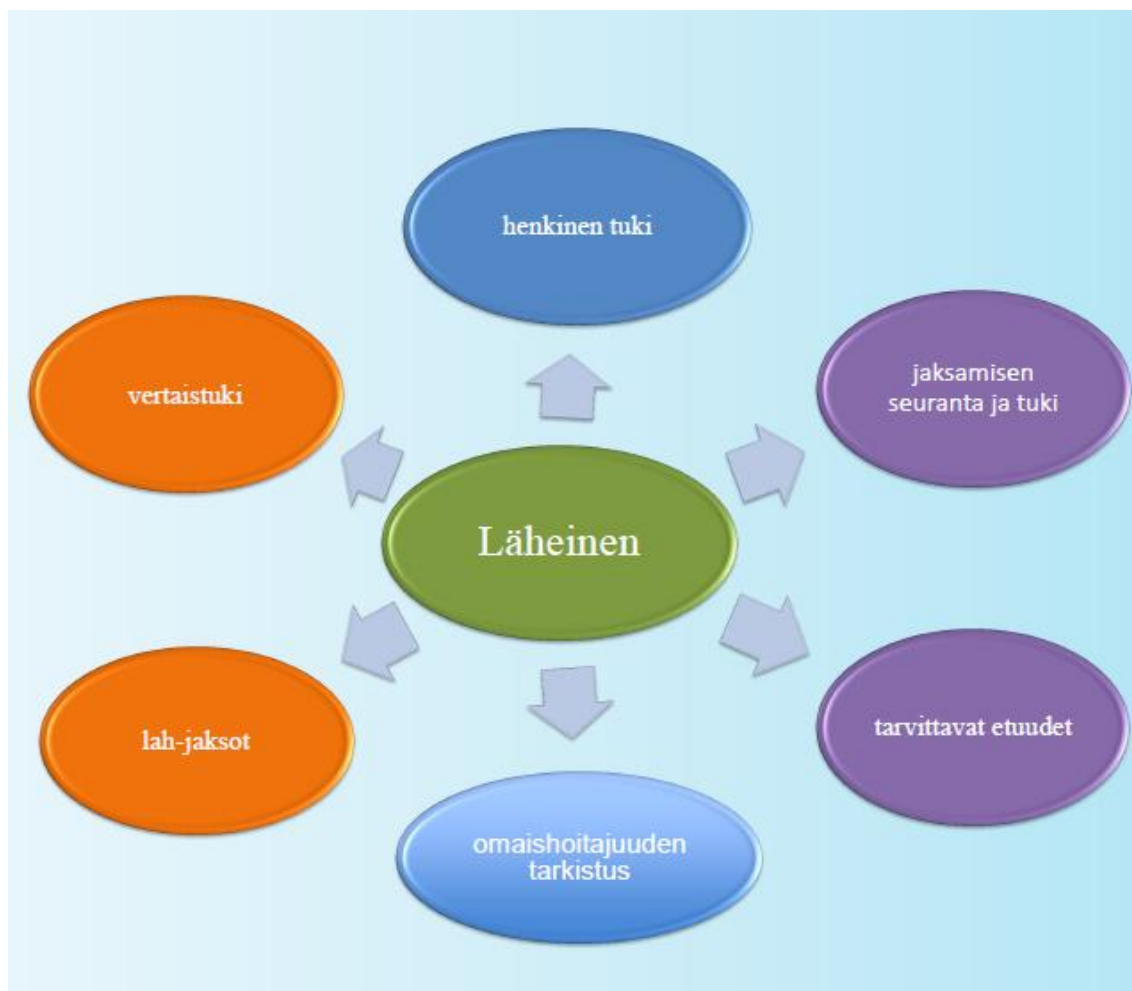 henkinen tuki
vertaistuki
jaksamisen
seuranta ja tuki
Läheinen
lah-jaksot
tarvittavat etuudet
omaishoitajuuden
tarkistus